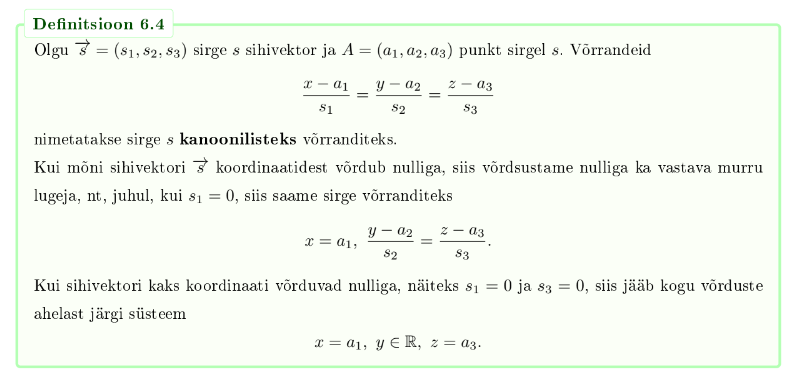 Definitsioon 6.4
Olgu $\overrightarrow{s} = (s_1, s_2, s_3)$ sirge $s$ sihivektor ja $A = (a_1, a_2, a_3)$ punkt sirgel $s$. Võrrandeid
$\frac{x - a_1}{s_1} = \frac{y - a_2}{s_2} = \frac{z - a_3}{s_3}$
nimetatakse sirge $s$ kanoonilisteks võrranditeks.
Kui mõni sihivektori $\overrightarrow{s}$ koordinaatidest võrdub nulliga, siis võrdsustame nulliga ka vastava murru
lugeja, nt, juhul, kui $s_1 = 0$, siis saame sirge võrranditeks
$x = a_1, \ \frac{y - a_2}{s_2} = \frac{z - a_3}{s_3}.$
Kui sihivektori kaks koordinaati võrduvad nulliga, näiteks $s_1 = 0$ ja $s_3 = 0$, siis jääb kogu võrduste
ahelast järgi süsteem
$x = a_1, \ y \in \mathbb{R}, \ z = a_3.$